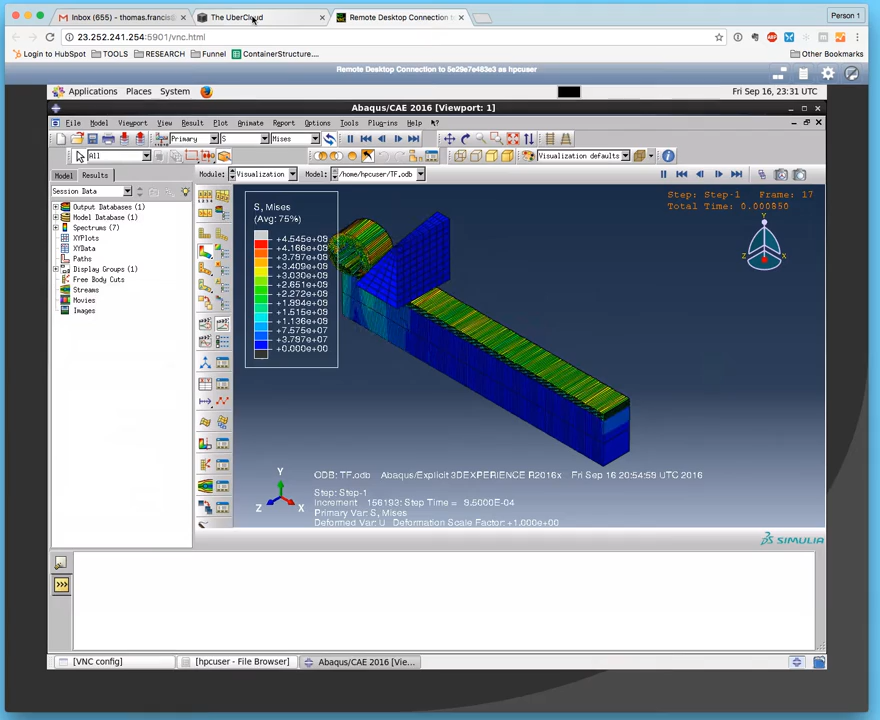 Inbox (655) - thomas.francis@
The UberCloud
Remote Desktop Connection to
Person 1
23.252.241.254:5901/vnc.html
Login to HubSpot
TOOLS
RESEARCH
Funnel
ContainerStructure....
Other Bookmarks
Remote Desktop Connection to 5e29e7e483e3 as hpcuser
Applications Places System
Fri Sep 16, 23:31
Abaqus/CAE 2016 [Viewport: 1]
File Model Viewport View Result Plot Animate Report Options Tools Plug-ins Help
Primary S Mises
All
Visualization defaults
Model Results
Module: Visualization Model: /home/hpcuser/TF.odb
Session Data
Output Databases (1)
Model Database (1)
Spectrums (7)
XYPlots
XYData
Paths
Display Groups (1)
Free Body Cuts
Streams
Movies
Images
S, Mises
(Avg: 75%)
+4.545e+09
+4.166e+09
+3.787e+09
+3.409e+09
+3.030e+09
+2.651e+09
+2.272e+09
+1.894e+09
+1.515e+09
+1.136e+09
+7.575e+07
+3.787e+07
+0.000e+00
Step: Step-1 Frame: 17
Total Time: 0.000850
Y
Z X
Y
Z X
ODB: TF.odb Abaqus/Explicit 3DEXPERIENCE R2016x Fri Sep 16 20:54:59 UTC 2016
Step: Step-1
Increment 156193: Step Time = 8.5000E-04
Primary Var: S, Mises
Deformed Var: U Deformation Scale Factor: +1.000e+00
SIMULIA
[VNC config]
[hpcuser - File Browser]
Abaqus/CAE 2016 [Vie...